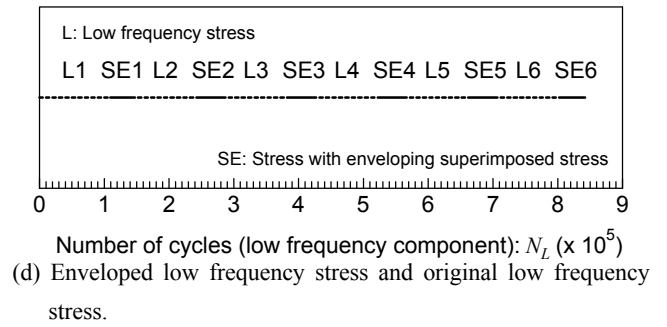 L: Low frequency stress
L1 SE1 L2 SE2 L3 SE3 L4 SE4 L5 SE5 L6 SE6
SE: Stress with enveloping superimposed stress
0 1 2 3 4 5 6 7 8 9
Number of cycles (low frequency component): N_L (x 10^5)
(d) Enveloped low frequency stress and original low frequency
stress.